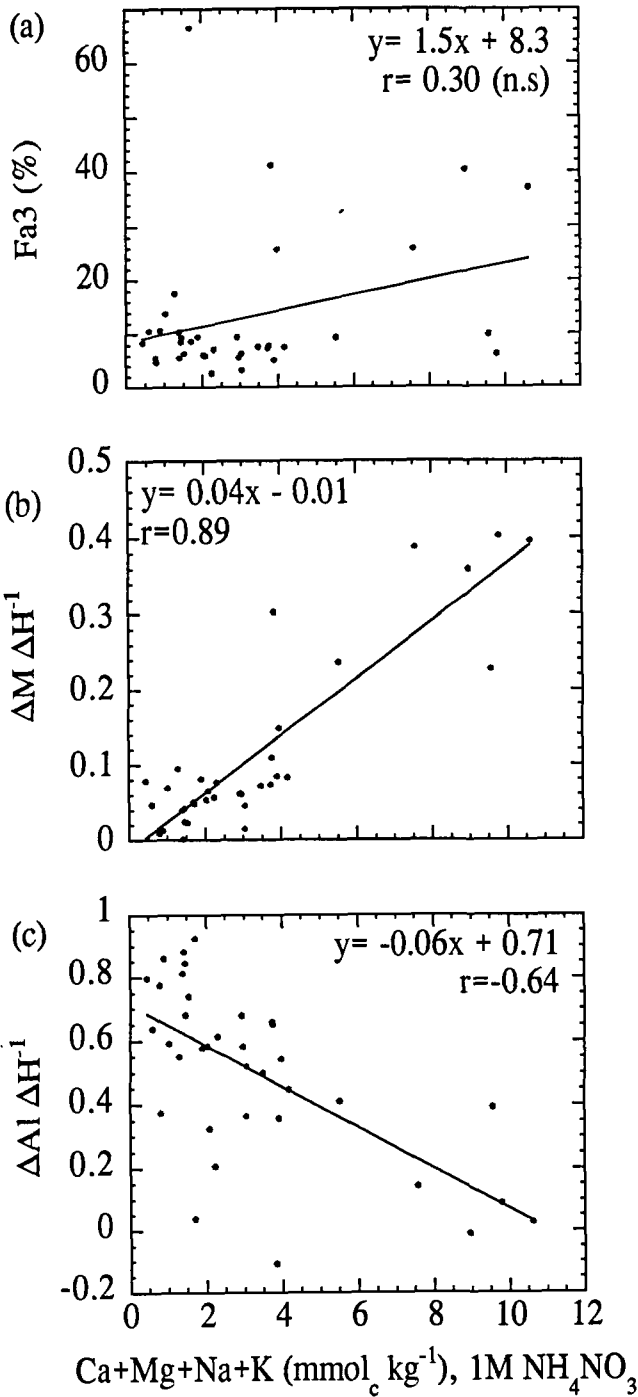 (a)
y= 1.5x + 8.3
r= 0.30 (n.s)
60
40
20
0
Fa3 (%)
(b)
y= 0.04x - 0.01
r=0.89
0.5
0.4
0.3
0.2
0.1
0
ΔM ΔH⁻¹
(c)
y= -0.06x + 0.71
r=-0.64
1
0.8
0.6
0.4
0.2
0
-0.2
ΔAl ΔH⁻¹
0 2 4 6 8 10 12
Ca+Mg+Na+K (mmol_c kg⁻¹), 1M NH₄NO₃